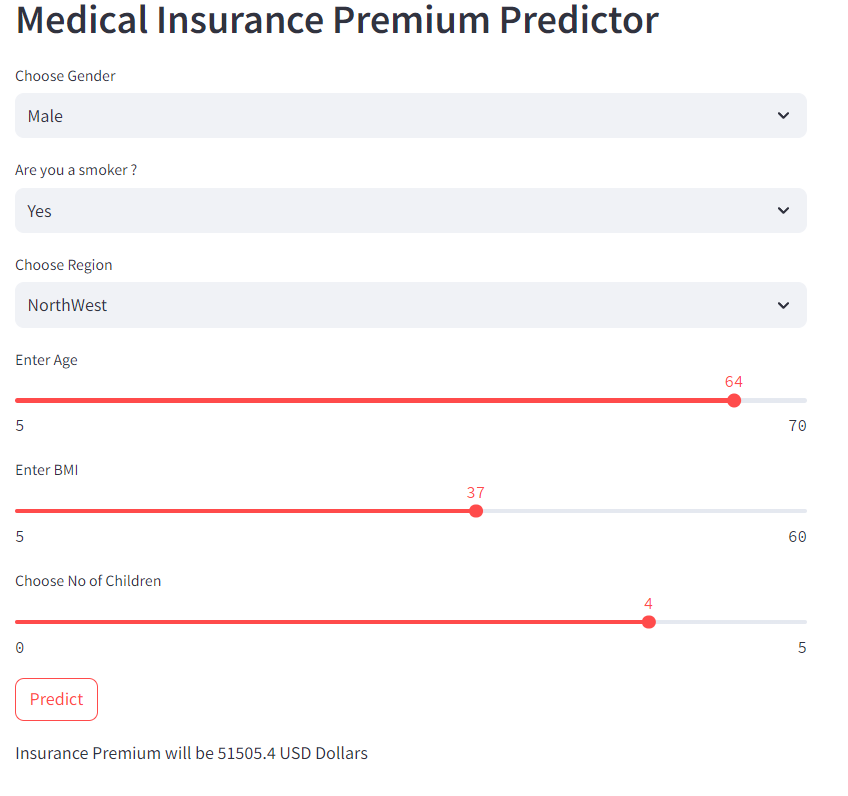 Medical Insurance Premium Predictor
Choose Gender
Male
Are you a smoker ?
Yes
Choose Region
NorthWest
Enter Age
64
5 70
Enter BMI
37
5 60
Choose No of Children
4
0 5
Predict
Insurance Premium will be 51505.4 USD Dollars